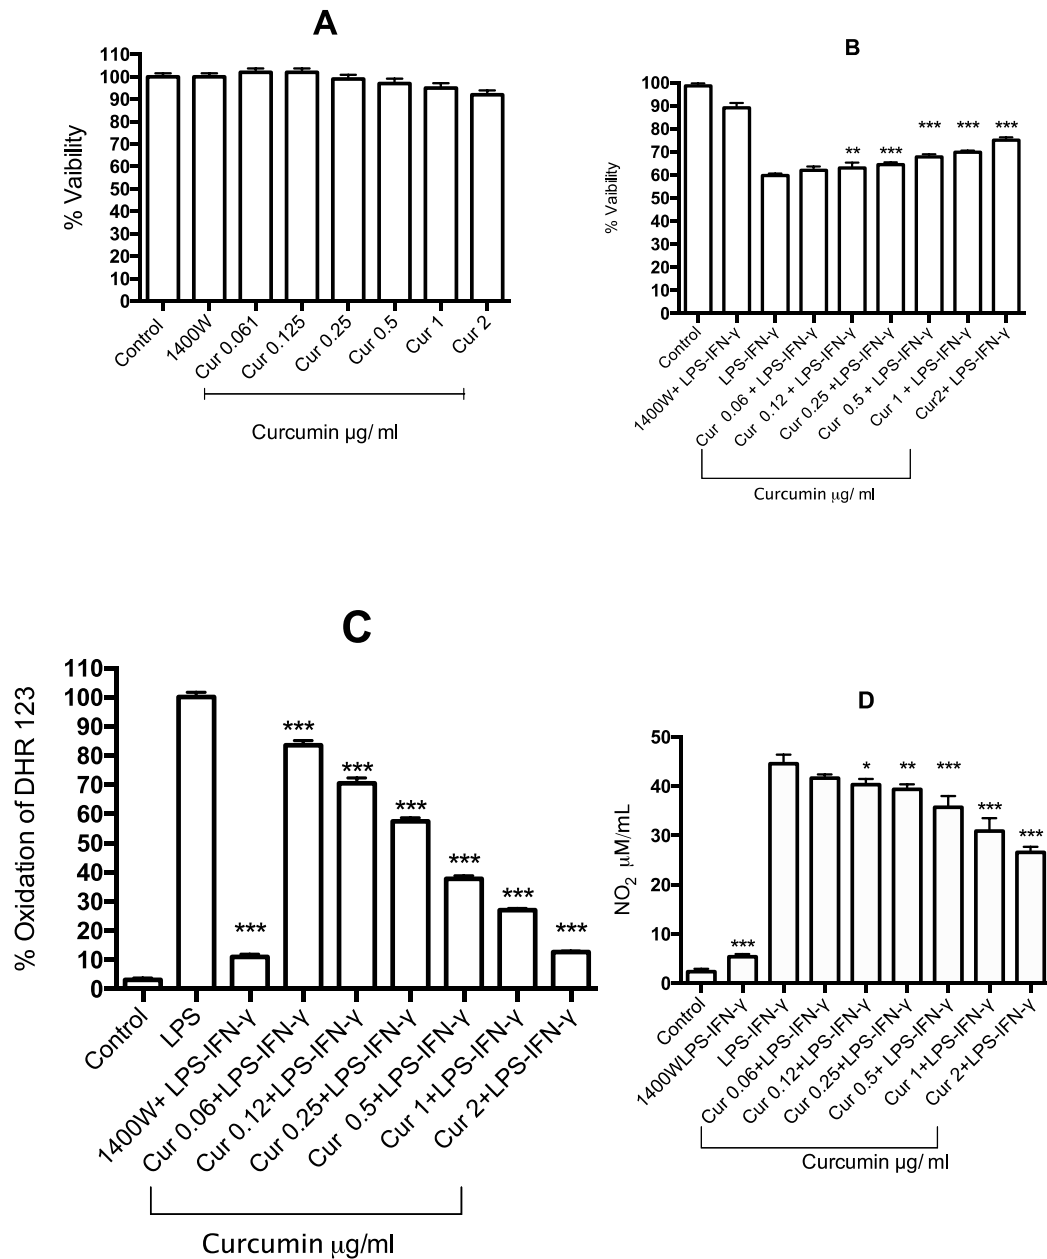 A
% Vaibility
110
100
90
80
70
60
50
40
30
20
10
0
Control
1400W
Cur 0.061
Cur 0.125
Cur 0.25
Cur 0.5
Cur 1
Cur 2
Curcumin µg/ ml
B
% Vaibility
100
90
80
70
60
50
40
30
20
10
0
** *** *** *** ***
Control
1400W+ LPS-IFN-γ
LPS-IFN-γ
Cur 0.06 + LPS-IFN-γ
Cur 0.12 + LPS-IFN-γ
Cur 0.25 +LPS-IFN-γ
Cur 0.5 + LPS-IFN-γ
Cur 1 + LPS-IFN-γ
Cur2+ LPS-IFN-γ
Curcumin µg/ ml
C
% Oxidation of DHR 123
110
100
90
80
70
60
50
40
30
20
10
0
*** *** *** *** *** *** ***
Control
LPS
1400W+ LPS-IFN-γ
Cur 0.06+LPS-IFN-γ
Cur 0.12+LPS-IFN-γ
Cur 0.25+LPS-IFN-γ
Cur 0.5+LPS-IFN-γ
Cur 1+LPS-IFN-γ
Cur 2+LPS-IFN-γ
Curcumin µg/ml
D
NO2 µM/mL
50
40
30
20
10
0
*** * ** *** *** ***
Control
1400WLPS-IFN-γ
LPS-IFN-γ
Cur 0.06+LPS-IFN-γ
Cur 0.12+LPS-IFN-γ
Cur 0.25+LPS-IFN-γ
Cur 0.5+ LPS-IFN-γ
Cur 1+LPS-IFN-γ
Cur 2+LPS-IFN-γ
Curcumin µg/ ml